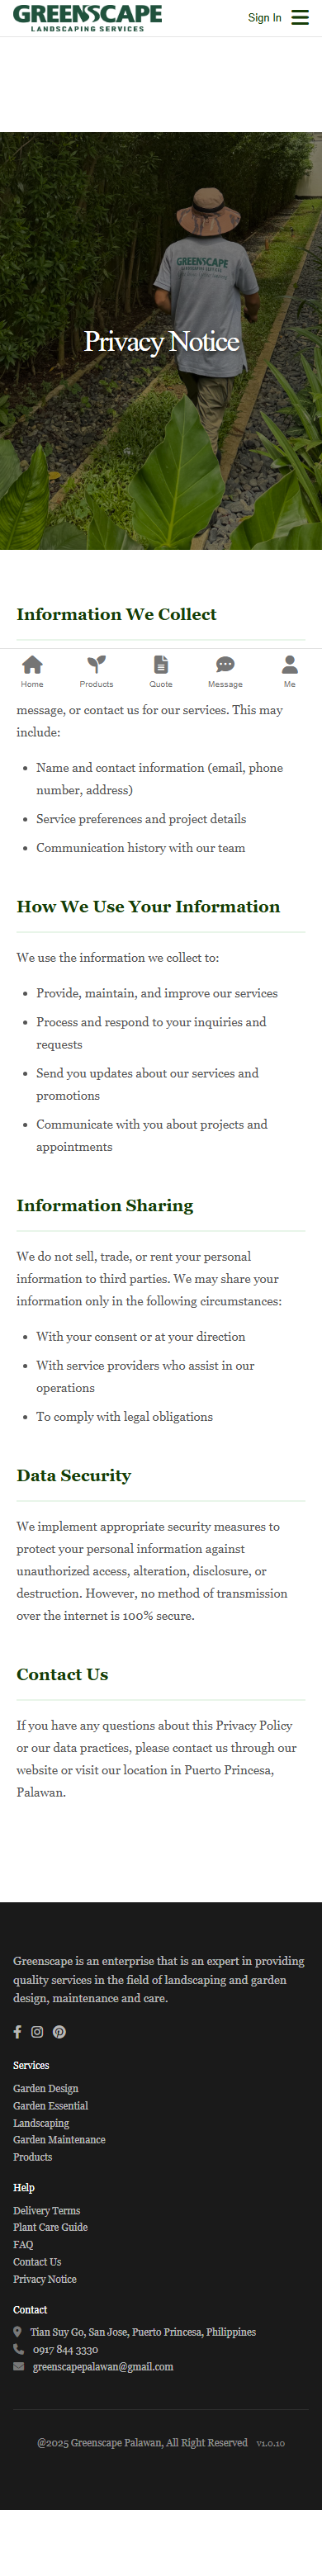 GREENSCAPE
LANDSCAPING SERVICES
Sign In
GREENSCAPE
Privacy Notice
Information We Collect
Home
Products
Quote
Message
Me
message, or contact us for our services. This may
include:
• Name and contact information (email, phone
number, address)
• Service preferences and project details
• Communication history with our team
How We Use Your Information
We use the information we collect to:
• Provide, maintain, and improve our services
• Process and respond to your inquiries and
requests
• Send you updates about our services and
promotions
• Communicate with you about projects and
appointments
Information Sharing
We do not sell, trade, or rent your personal
information to third parties. We may share your
information only in the following circumstances:
• With your consent or at your direction
• With service providers who assist in our
operations
• To comply with legal obligations
Data Security
We implement appropriate security measures to
protect your personal information against
unauthorized access, alteration, disclosure, or
destruction. However, no method of transmission
over the internet is 100% secure.
Contact Us
If you have any questions about this Privacy Policy
or our data practices, please contact us through our
website or visit our location in Puerto Princesa,
Palawan.
Greenscape is an enterprise that is an expert in providing
quality services in the field of landscaping and garden
design, maintenance and care.
Services
Garden Design
Garden Essential
Landscaping
Garden Maintenance
Products
Help
Delivery Terms
Plant Care Guide
FAQ
Contact Us
Privacy Notice
Contact
Tian Suy Go, San Jose, Puerto Princesa, Philippines
0917 844 3330
greenscapepalawan@gmail.com
@2025 Greenscape Palawan, All Right Reserved v1.0.10